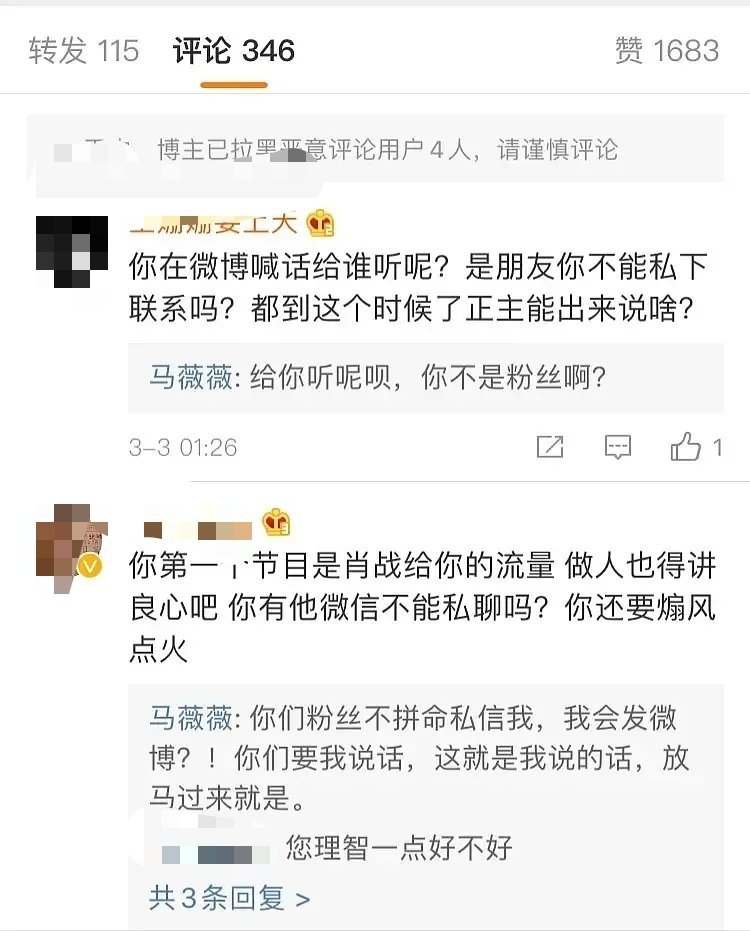 转发 115 评论 346 赞 1683
博主已拉黑恶意评论用户4人，请谨慎评论
你在微博喊话给谁听呢？是朋友你不能私下
联系吗？都到这个时候了正主能出来说啥？
马薇薇: 给你听呢呗，你不是粉丝啊？
3-3 01:26 1
你第一个节目是肖战给你的流量 做人也得讲
良心吧 你有他微信不能私聊吗？你还要煽风
点火
马薇薇: 你们粉丝不拼命私信我，我会发微
博？！你们要我说话，这就是我说的话，放
马过来就是。
您理智一点好不好
共3条回复 >